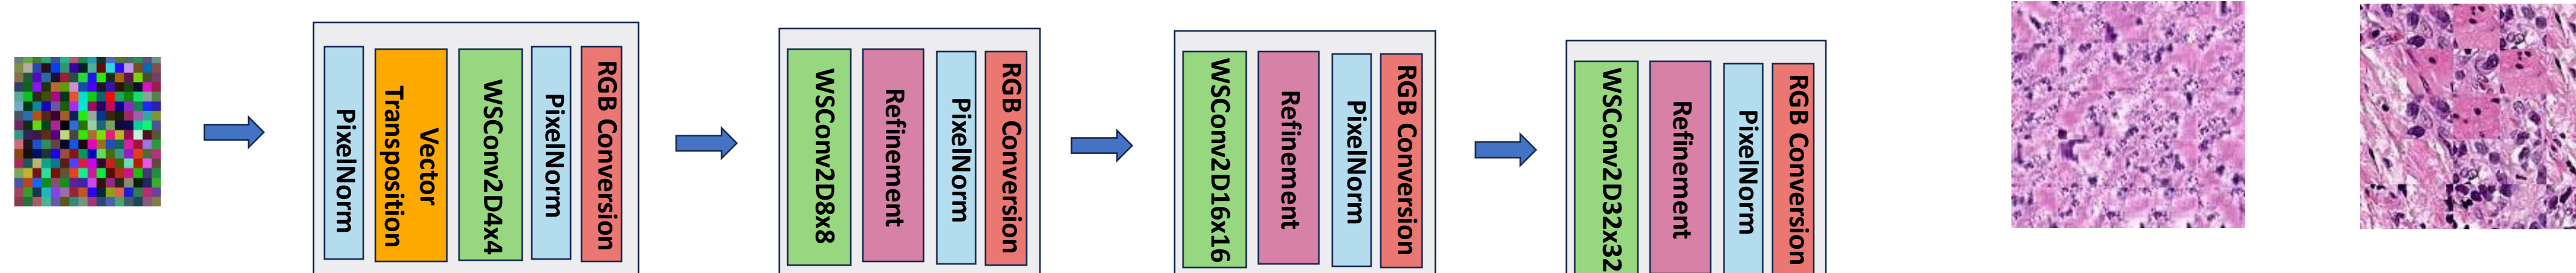 PixelNorm
Vector
Transposition
WSConv2D4x4
PixelNorm
RGB Conversion
WSConv2D8x8
Refinement
PixelNorm
RGB Conversion
WSConv2D16x16
Refinement
PixelNorm
RGB Conversion
WSConv2D32x32
Refinement
PixelNorm
RGB Conversion